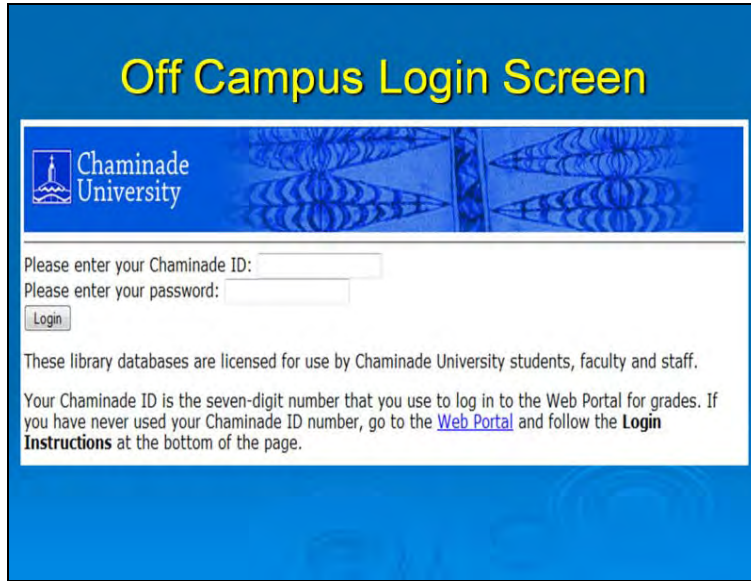 Off Campus Login Screen
Chaminade
University
Please enter your Chaminade ID:
Please enter your password:
Login
These library databases are licensed for use by Chaminade University students, faculty and staff.
Your Chaminade ID is the seven-digit number that you use to log in to the Web Portal for grades. If
you have never used your Chaminade ID number, go to the Web Portal and follow the Login
Instructions at the bottom of the page.